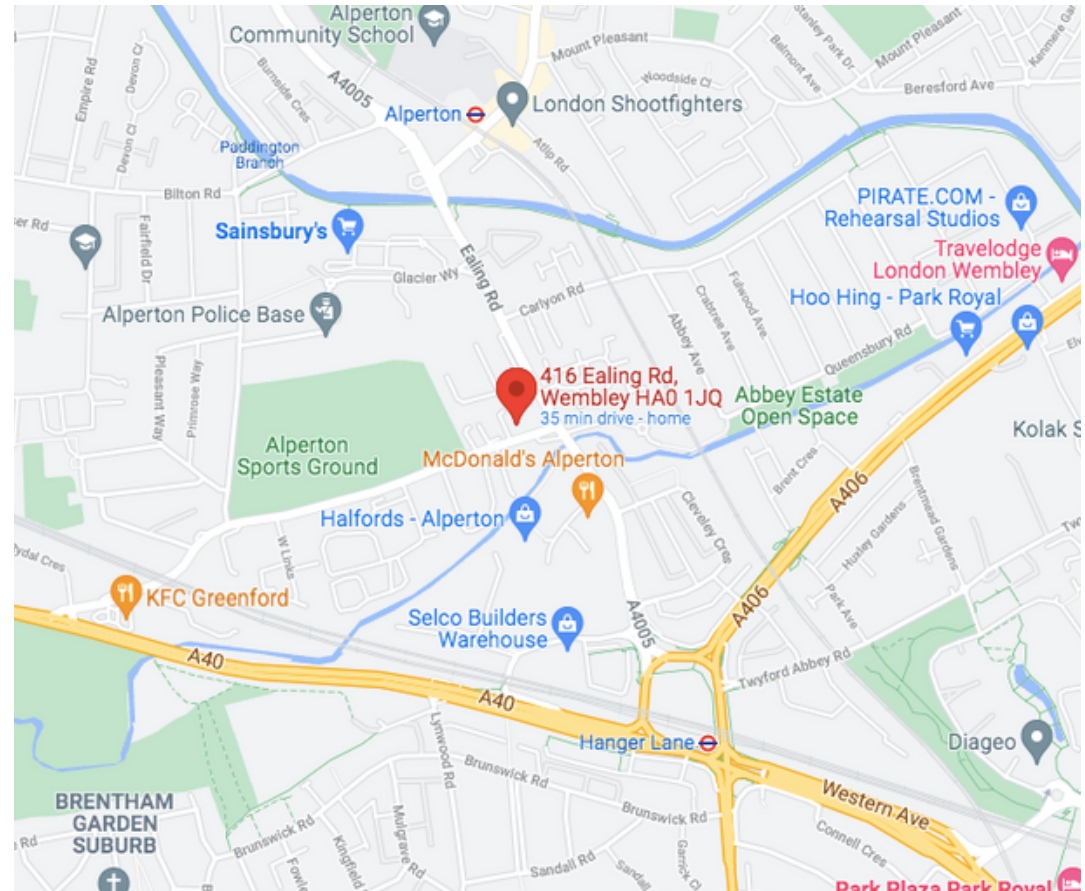 Alperton
Community School
Mount Pleasant
Stanley Park Dr
Belmont Ave
Mount Pleasant
Woodside Cl
Beresford Ave
Empire Rd
Devon Cl
Devon Cl
Burnside Cres
A4005
Alperton
London Shootfighters
Atlip Rd
Paddington
Branch
Bilton Rd
PIRATE.COM -
Rehearsal Studios
Sainsbury's
Fairfield Dr
Ealing Rd
Travelodge
London Wembley
Glacier Wy
Carlyon Rd
Fulwood Ave
Crabtree Ave
Abbey Ave
Hoo Hing - Park Royal
Alperton Police Base
Queensbury Rd
Pleasant Way
Primrose Way
416 Ealing Rd,
Wembley HA0 1JQ
35 min drive - home
Abbey Estate
Open Space
Alperton
Sports Ground
McDonald's Alperton
Kolak S
Brent Cres
A406
Halfords - Alperton
Cleveley Cres
Huxley Gardens
Brentmead Gardens
W Links
ydal Cres
KFC Greenford
Selco Builders
Warehouse
A4005
A406
Park Ave
Twyford Abbey Rd
A40
A40
Hanger Lane
Diageo
Lynwood Rd
Brunswick Rd
Western Ave
Brunswick Rd
BRENTHAM
GARDEN
SUBURB
Brunswick Rd
Mulgrave Rd
Connell Cres
Sandall Rd
Garrick Cl
Park Plaza Park Royal